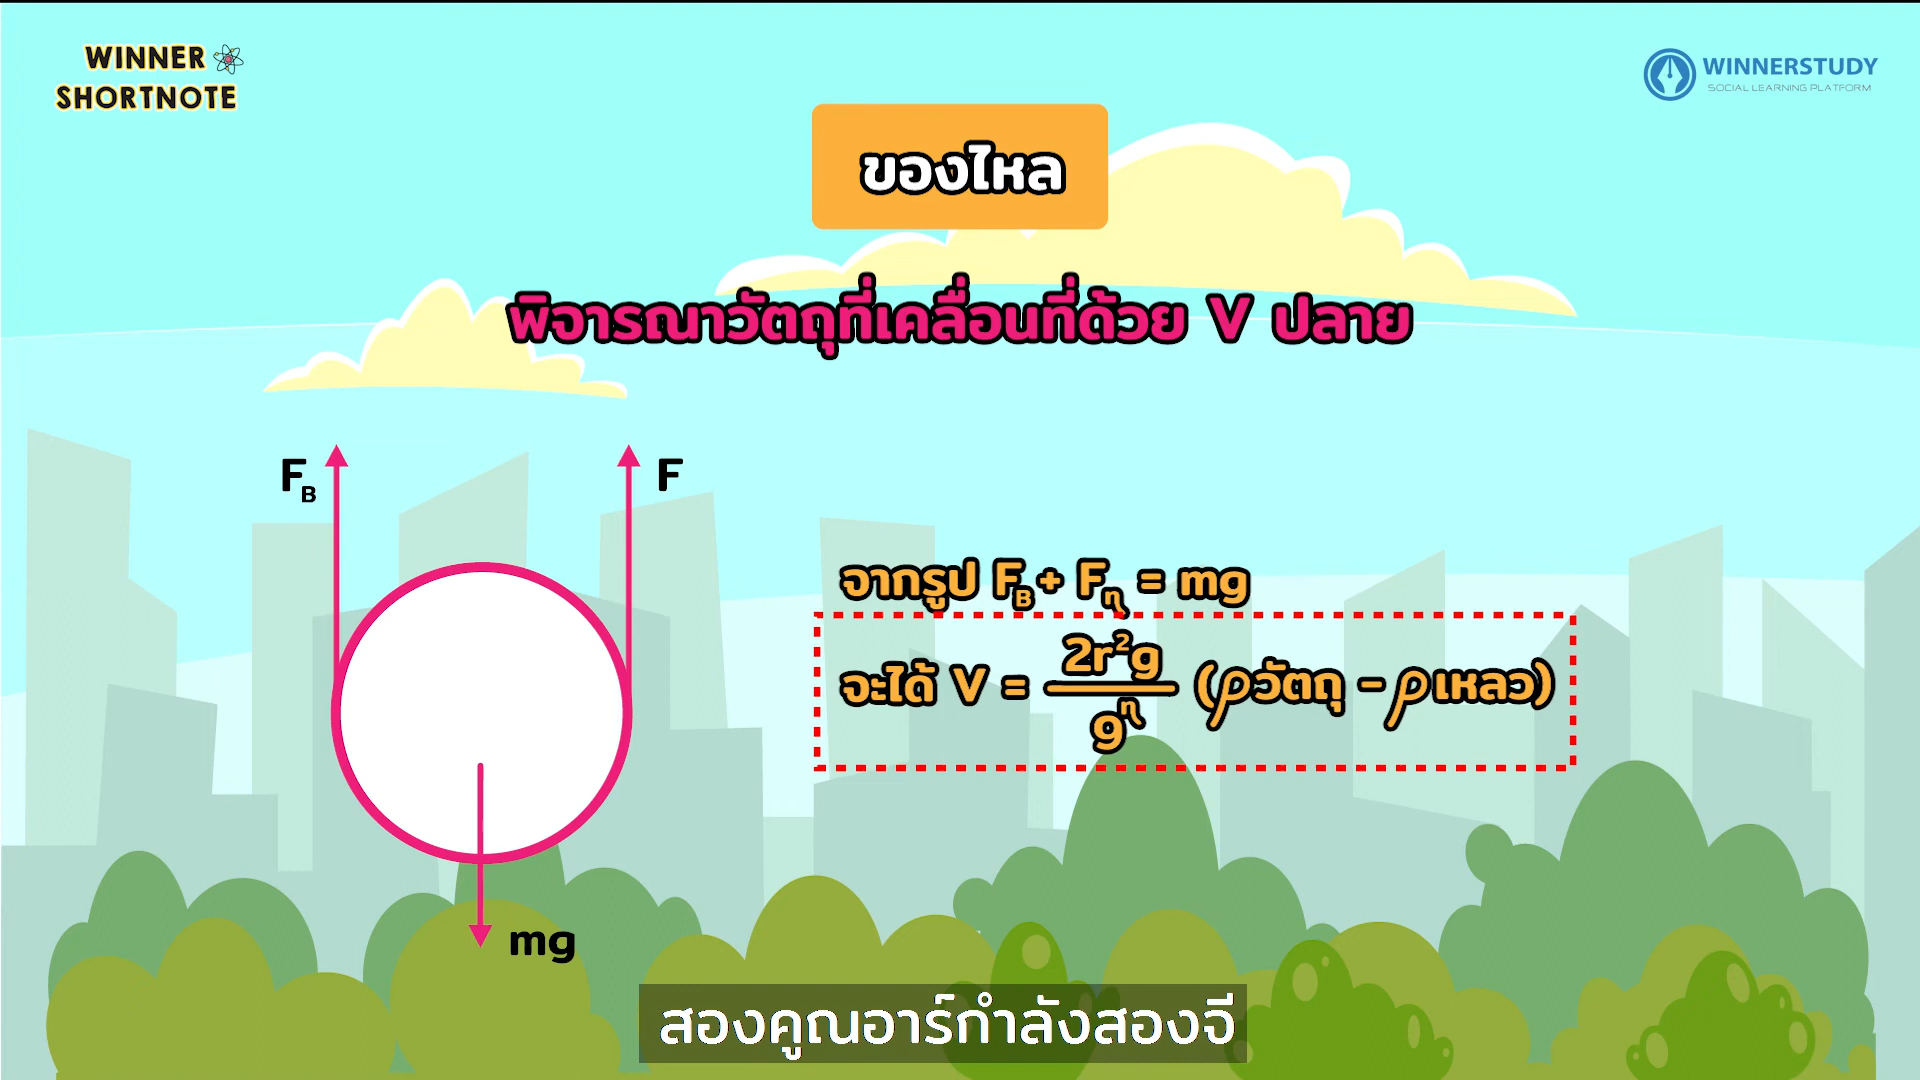 WINNER
SHORTNOTE
WINNERSTUDY
SOCIAL LEARNING PLATFORM
ของไหล
พิจารณาวัตถุที่เคลื่อนที่ด้วย V ปลาย
F_B
F
mg
จากรูป F_B + F_η = mg
จะได้ V = 2r²g / 9^η (ρวัตถุ - ρเหลว)
สองคูณอาร์กำลังสองจี